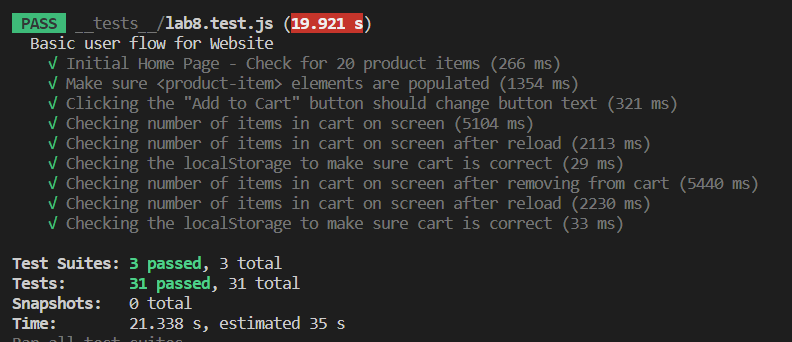 PASS __tests__/lab8.test.js (19.921 s)
Basic user flow for Website
√ Initial Home Page - Check for 20 product items (266 ms)
√ Make sure <product-item> elements are populated (1354 ms)
√ Clicking the "Add to Cart" button should change button text (321 ms)
√ Checking number of items in cart on screen (5104 ms)
√ Checking number of items in cart on screen after reload (2113 ms)
√ Checking the localStorage to make sure cart is correct (29 ms)
√ Checking number of items in cart on screen after removing from cart (5440 ms)
√ Checking number of items in cart on screen after reload (2230 ms)
√ Checking the localStorage to make sure cart is correct (33 ms)
Test Suites: 3 passed, 3 total
Tests: 31 passed, 31 total
Snapshots: 0 total
Time: 21.338 s, estimated 35 s
Ran all test suites